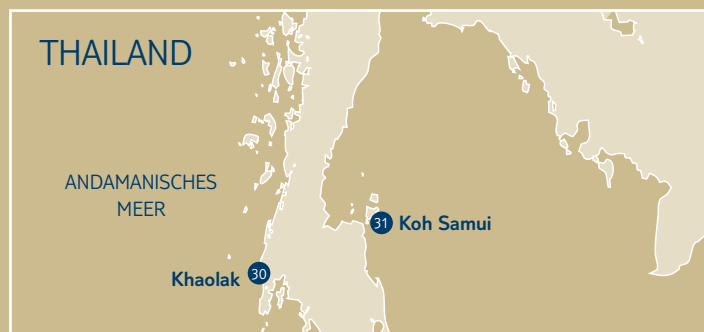 THAILAND
ANDAMANISCHES
MEER
31 Koh Samui
Khaolak 30